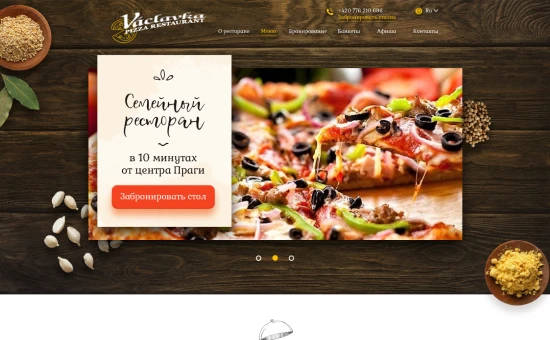 Václavka
PIZZA RESTAURANT
+420 776 210 698
Забронировать столик
Ru
О ресторане
Меню
Бронирование
Банкеты
Афиша
Контакты
Семейный
ресторан
в 10 минутах
от центра Праги
Забронировать стол